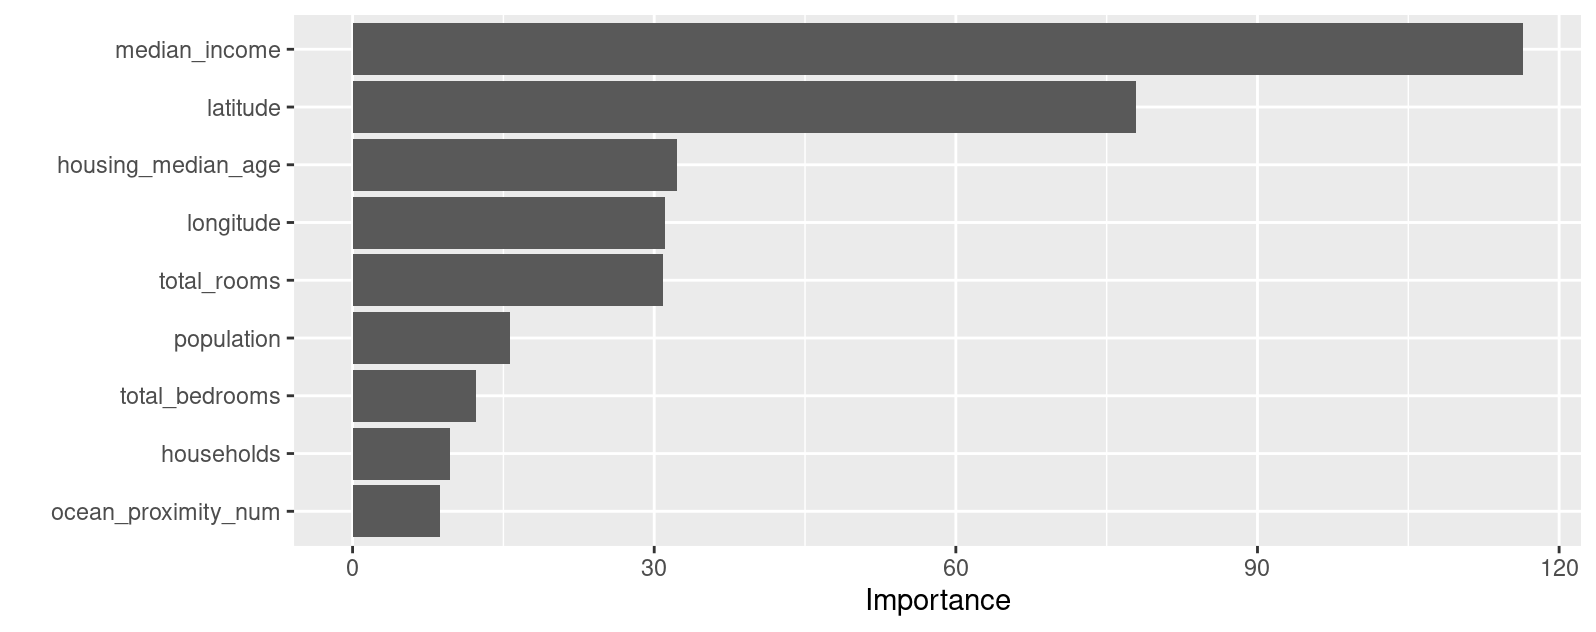 median_income
latitude
housing_median_age
longitude
total_rooms
population
total_bedrooms
households
ocean_proximity_num
0 30 60 90 120
Importance